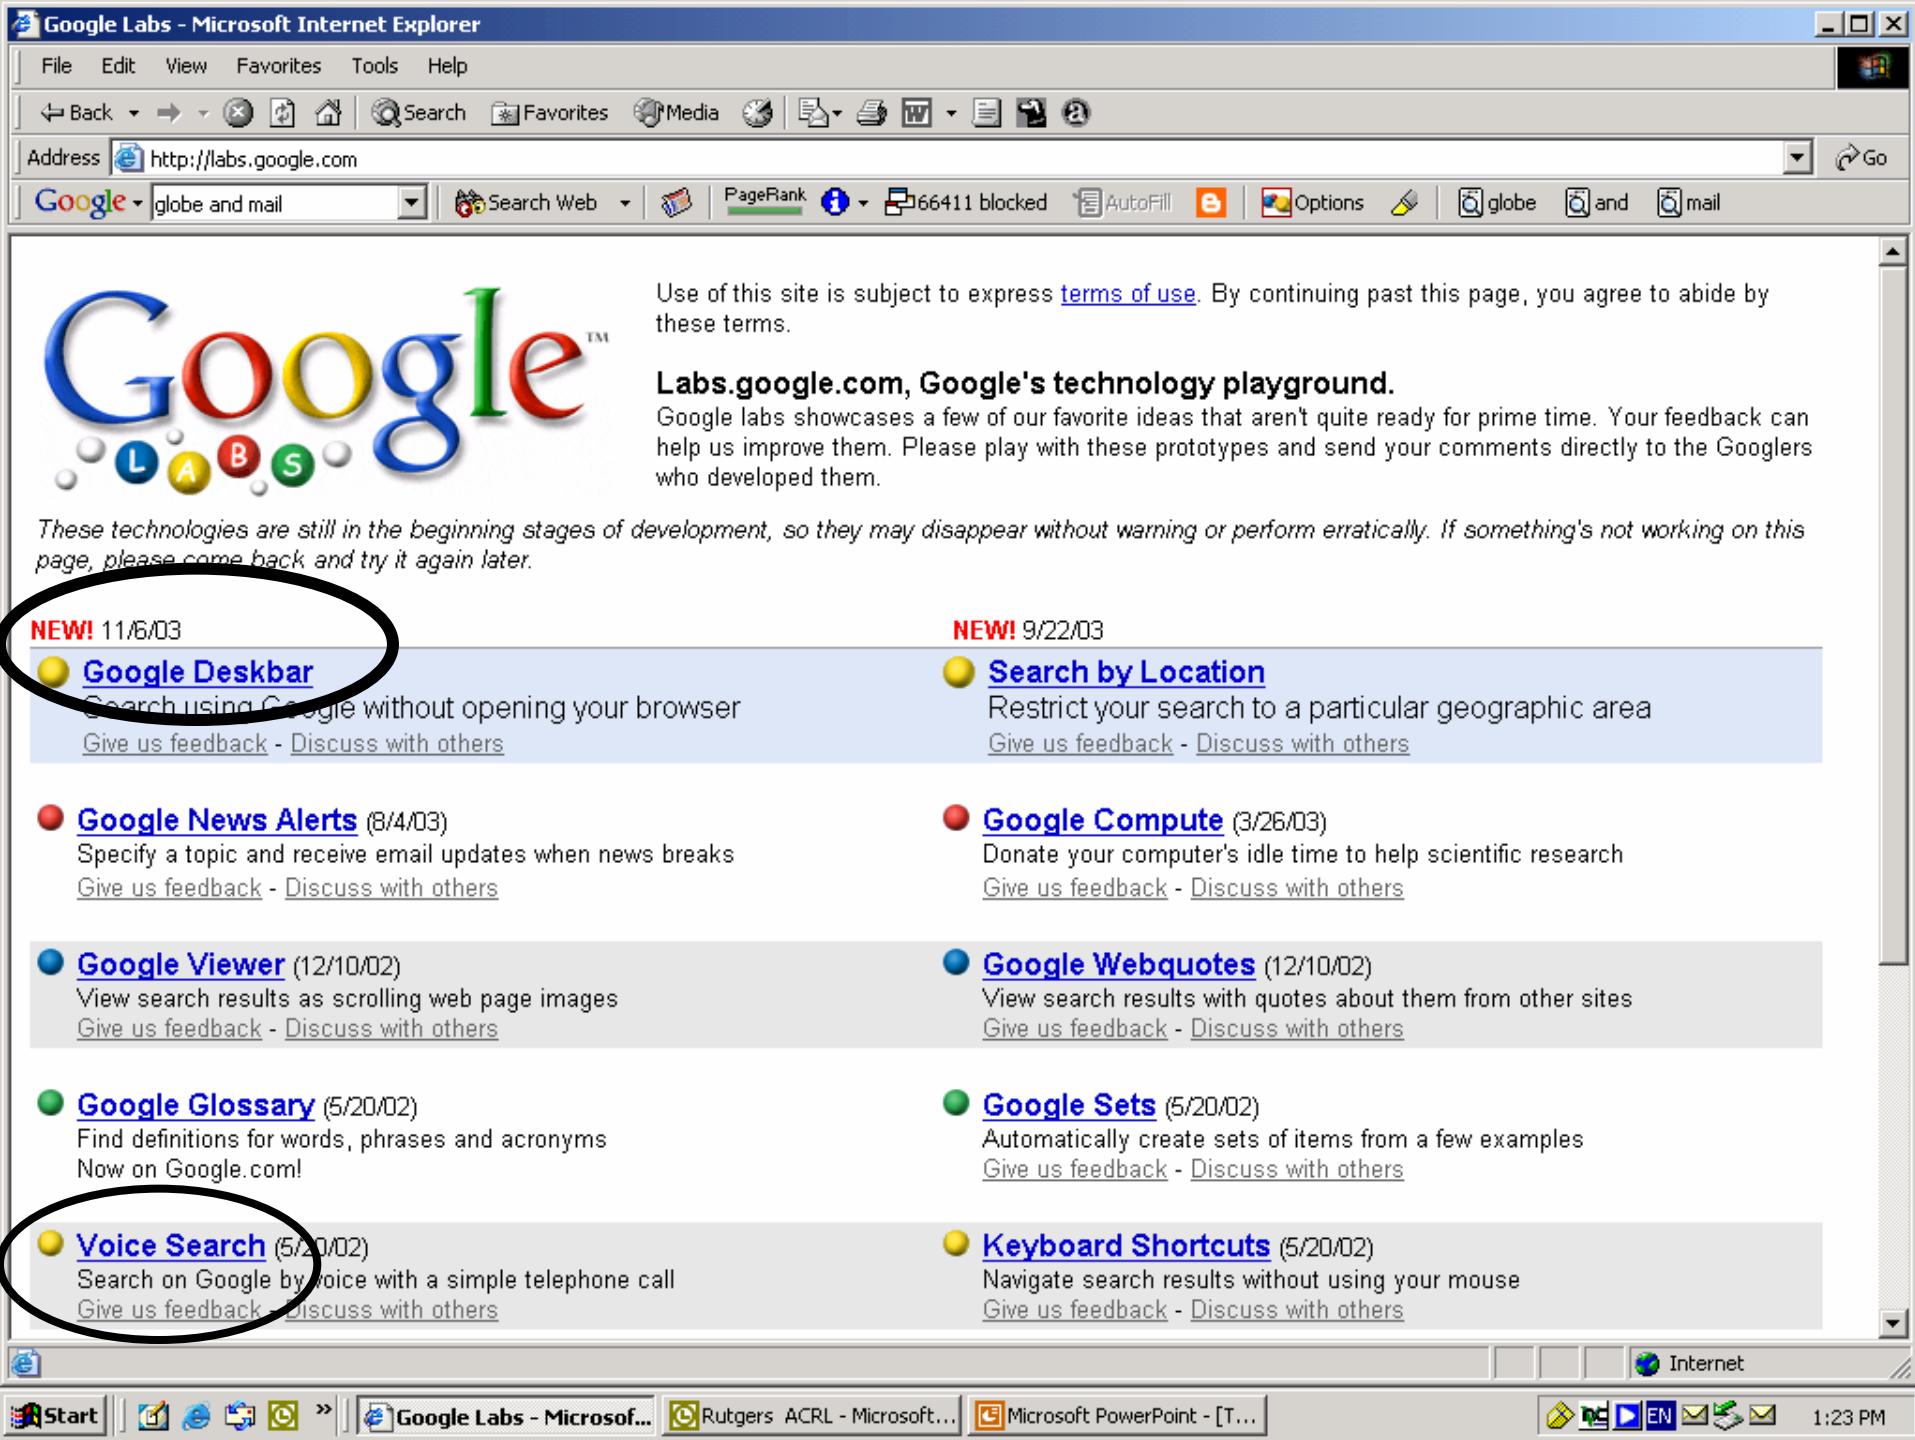 Google Labs - Microsoft Internet Explorer
File Edit View Favorites Tools Help
Back Search Favorites Media
Address http://labs.google.com Go
Google globe and mail Search Web PageRank 66411 blocked AutoFill Options globe and mail
Use of this site is subject to express terms of use. By continuing past this page, you agree to abide by
these terms.
Google™
LABS
Labs.google.com, Google's technology playground.
Google labs showcases a few of our favorite ideas that aren't quite ready for prime time. Your feedback can
help us improve them. Please play with these prototypes and send your comments directly to the Googlers
who developed them.
These technologies are still in the beginning stages of development, so they may disappear without warning or perform erratically. If something's not working on this
page, please come back and try it again later.
NEW! 11/6/03
Google Deskbar
Search using Google without opening your browser
Give us feedback - Discuss with others
NEW! 9/22/03
Search by Location
Restrict your search to a particular geographic area
Give us feedback - Discuss with others
Google News Alerts (8/4/03)
Specify a topic and receive email updates when news breaks
Give us feedback - Discuss with others
Google Compute (3/26/03)
Donate your computer's idle time to help scientific research
Give us feedback - Discuss with others
Google Viewer (12/10/02)
View search results as scrolling web page images
Give us feedback - Discuss with others
Google Webquotes (12/10/02)
View search results with quotes about them from other sites
Give us feedback - Discuss with others
Google Glossary (5/20/02)
Find definitions for words, phrases and acronyms
Now on Google.com!
Google Sets (5/20/02)
Automatically create sets of items from a few examples
Give us feedback - Discuss with others
Voice Search (5/20/02)
Search on Google by voice with a simple telephone call
Give us feedback - Discuss with others
Keyboard Shortcuts (5/20/02)
Navigate search results without using your mouse
Give us feedback - Discuss with others
Internet
Start Google Labs - Microsof... Rutgers ACRL - Microsoft... Microsoft PowerPoint - [T... EN 1:23 PM